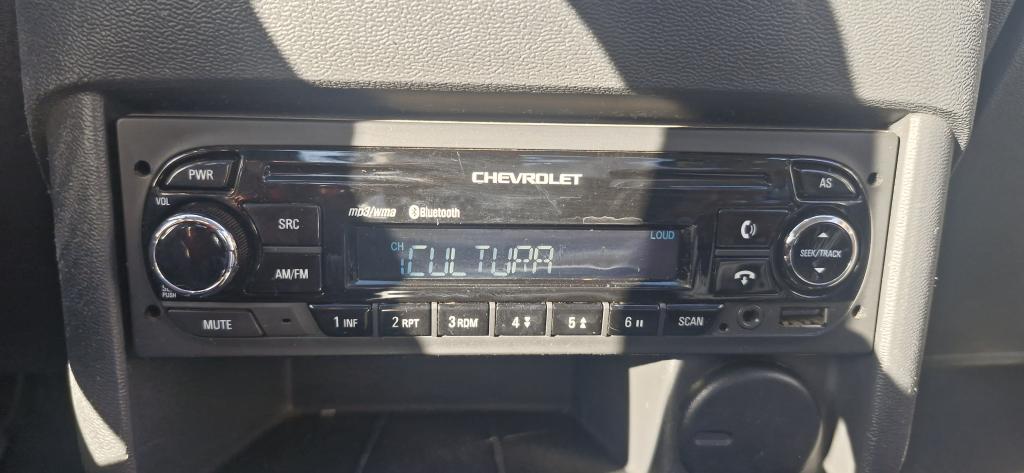 CHEVROLET
PWR
AS
VOL
mp3/wma Bluetooth
SRC
LOUD
CH
1 CULTURA
SEEK/TRACK
AM/FM
PUSH
MUTE
1 INF
2 RPT
3 RDM
4
5
6
SCAN